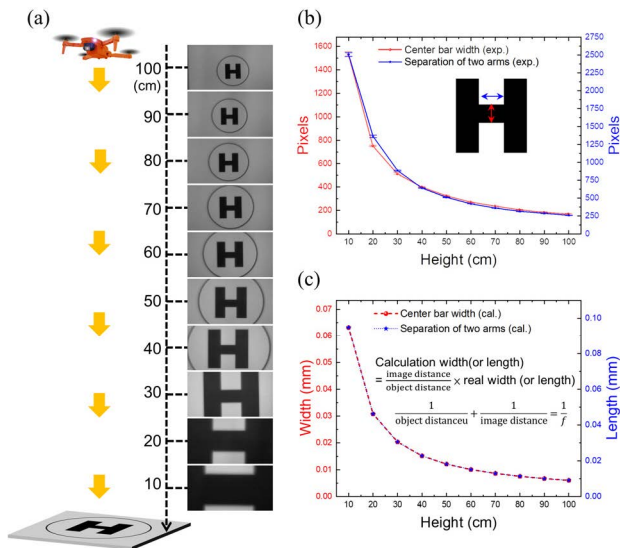 (a)
100
(cm)
90
80
70
60
50
40
30
20
10
H
H
H
H
H
H
H
H
H
(b)
Center bar width (exp.)
Separation of two arms (exp.)
1600
1400
1200
1000
800
600
400
200
0
Pixels
2750
2500
2250
2000
1750
1500
1250
1000
750
500
250
0
Pixels
10 20 30 40 50 60 70 80 90 100
Height (cm)
(c)
Center bar width (cal.)
Separation of two arms (cal.)
Calculation width(or length)
= image distance / object distance × real width (or length)
1 / object distanceu + 1 / image distance = 1 / f
0.07
0.06
0.05
0.04
0.03
0.02
0.01
0.00
Width (mm)
0.10
0.08
0.06
0.04
0.02
0.00
Length (mm)
10 20 30 40 50 60 70 80 90 100
Height (cm)